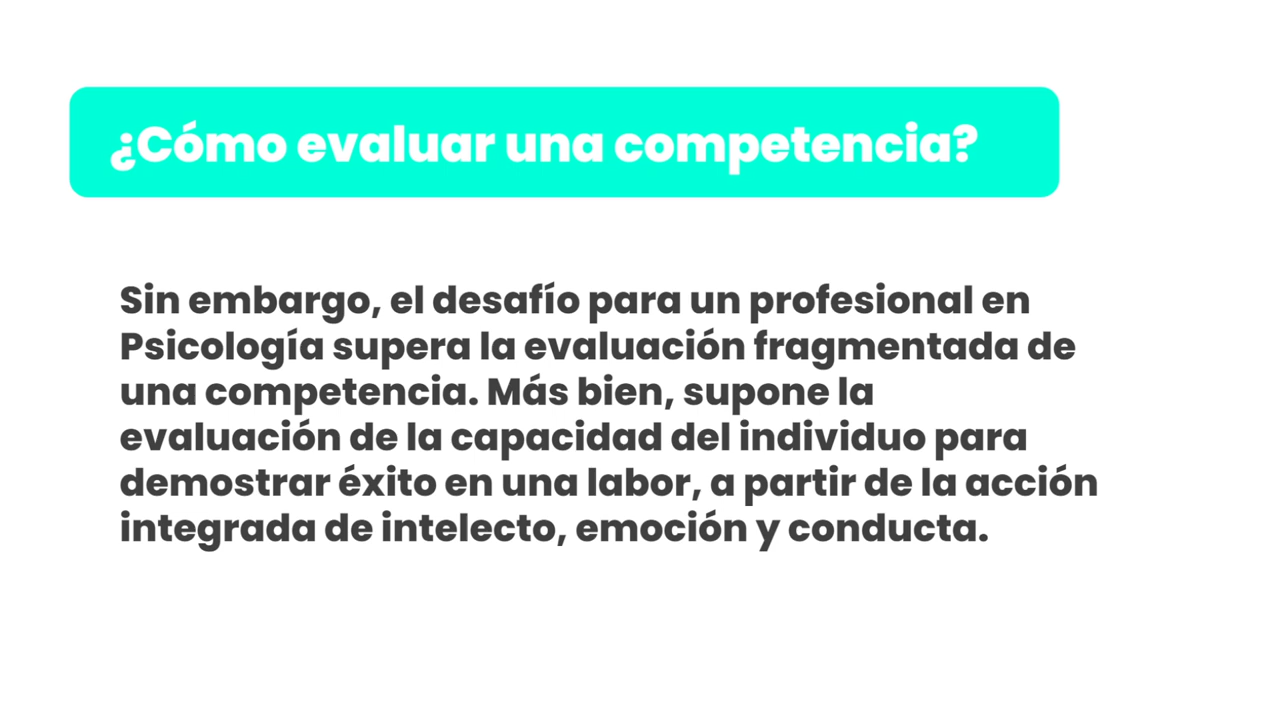 ¿Cómo evaluar una competencia?
Sin embargo, el desafío para un profesional en
Psicología supera la evaluación fragmentada de
una competencia. Más bien, supone la
evaluación de la capacidad del individuo para
demostrar éxito en una labor, a partir de la acción
integrada de intelecto, emoción y conducta.